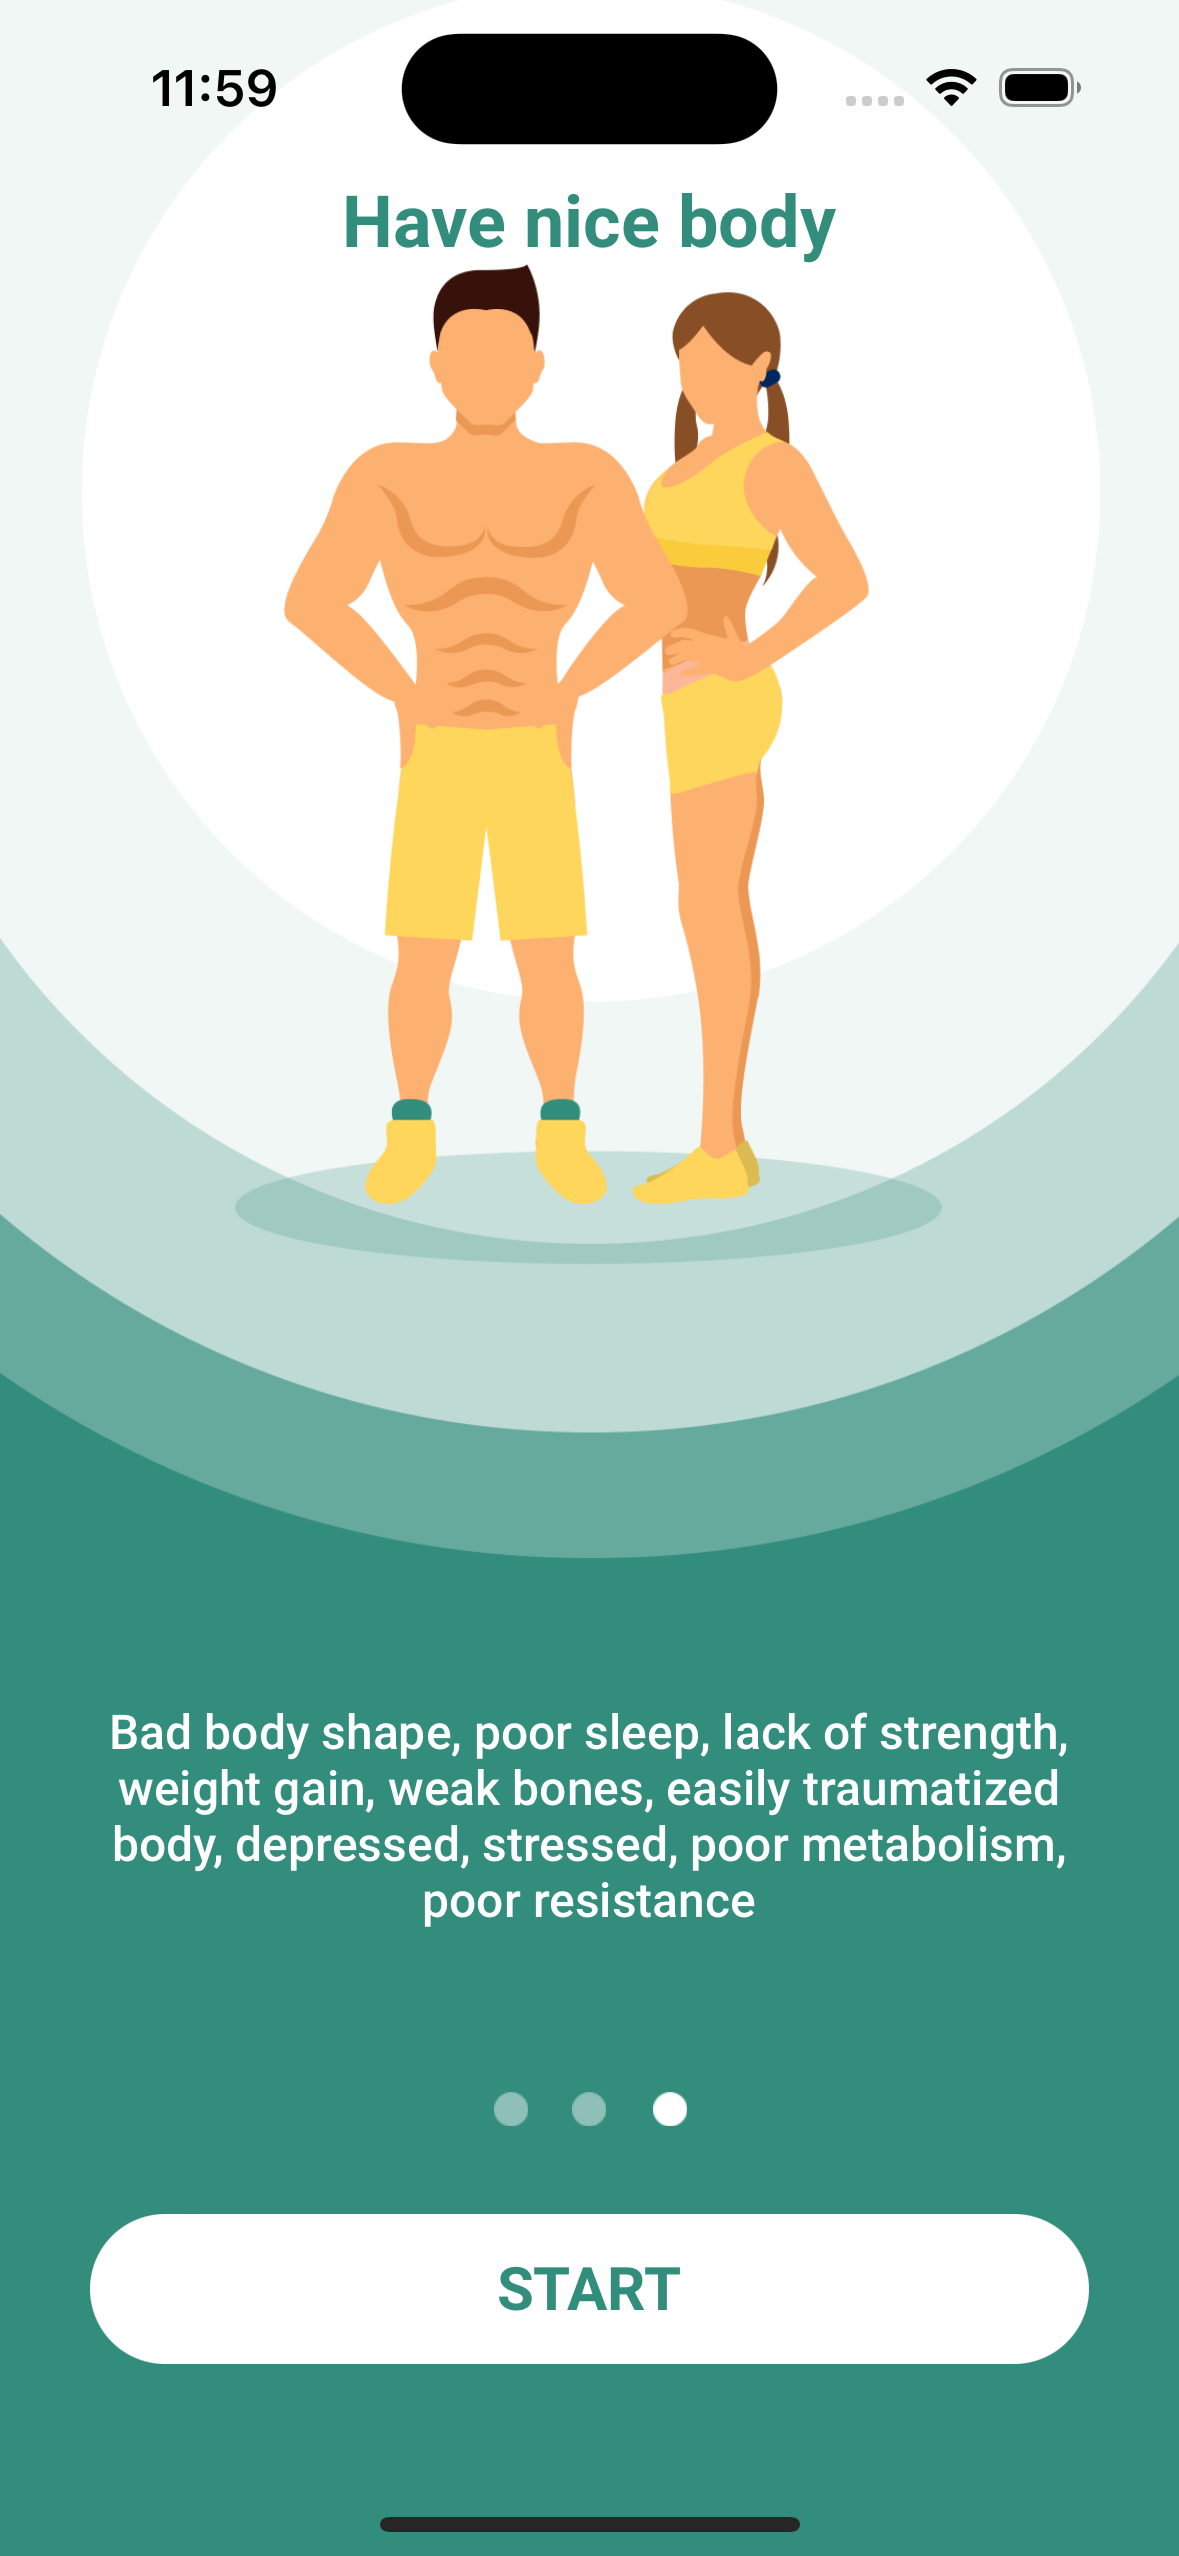 11:59
Have nice body
Bad body shape, poor sleep, lack of strength,
weight gain, weak bones, easily traumatized
body, depressed, stressed, poor metabolism,
poor resistance
START